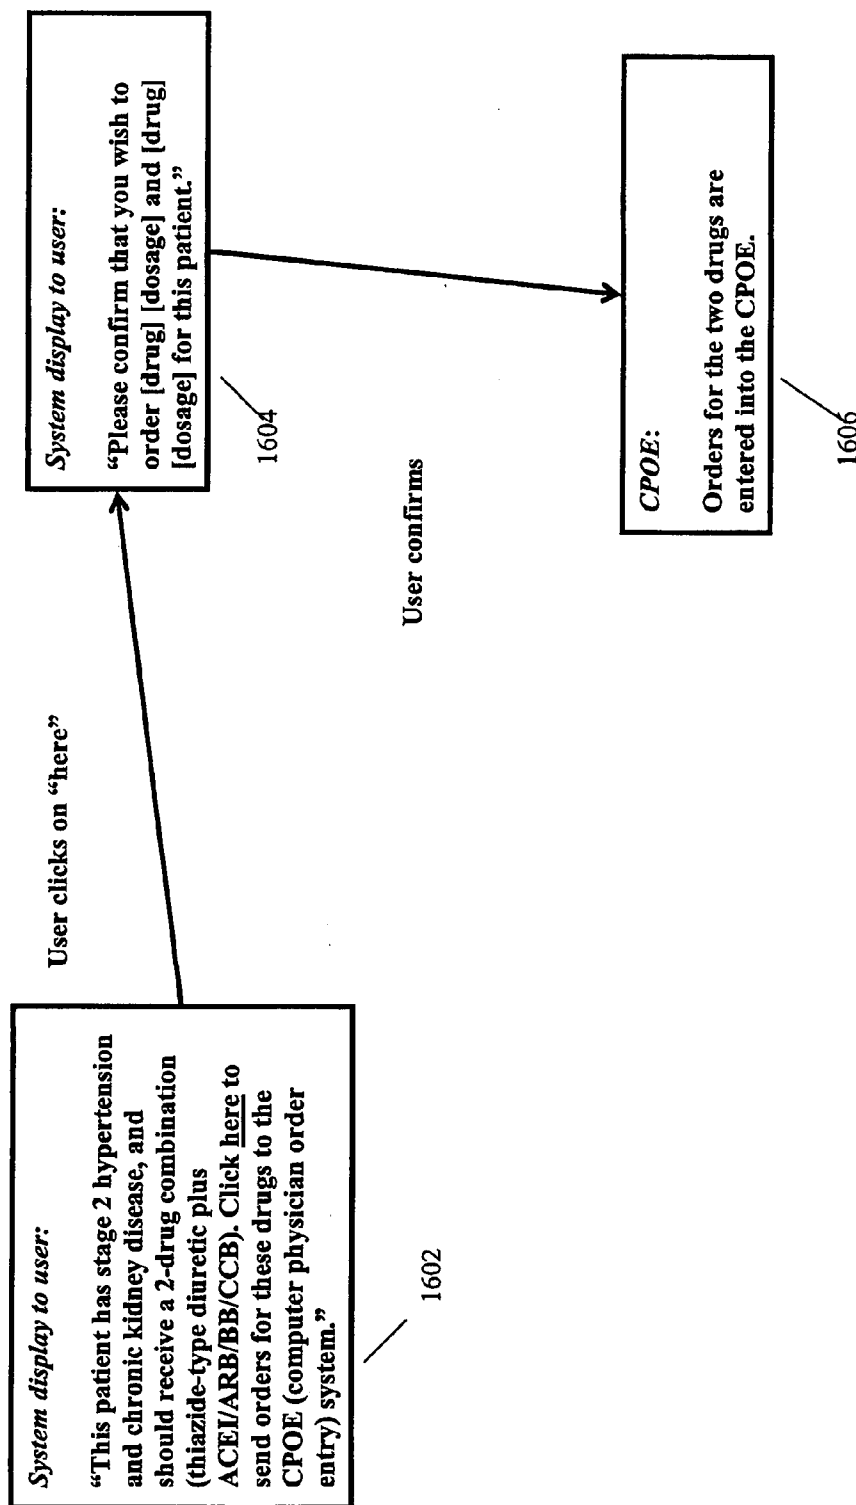 System display to user:
“This patient has stage 2 hypertension
and chronic kidney disease, and
should receive a 2-drug combination
(thiazide-type diuretic plus
ACEI/ARB/BB/CCB). Click here to
send orders for these drugs to the
CPOE (computer physician order
entry) system.”
1602
User clicks on “here”
System display to user:
“Please confirm that you wish to
order [drug] [dosage] and [drug]
[dosage] for this patient.”
1604
User confirms
CPOE:
Orders for the two drugs are
entered into the CPOE.
1606